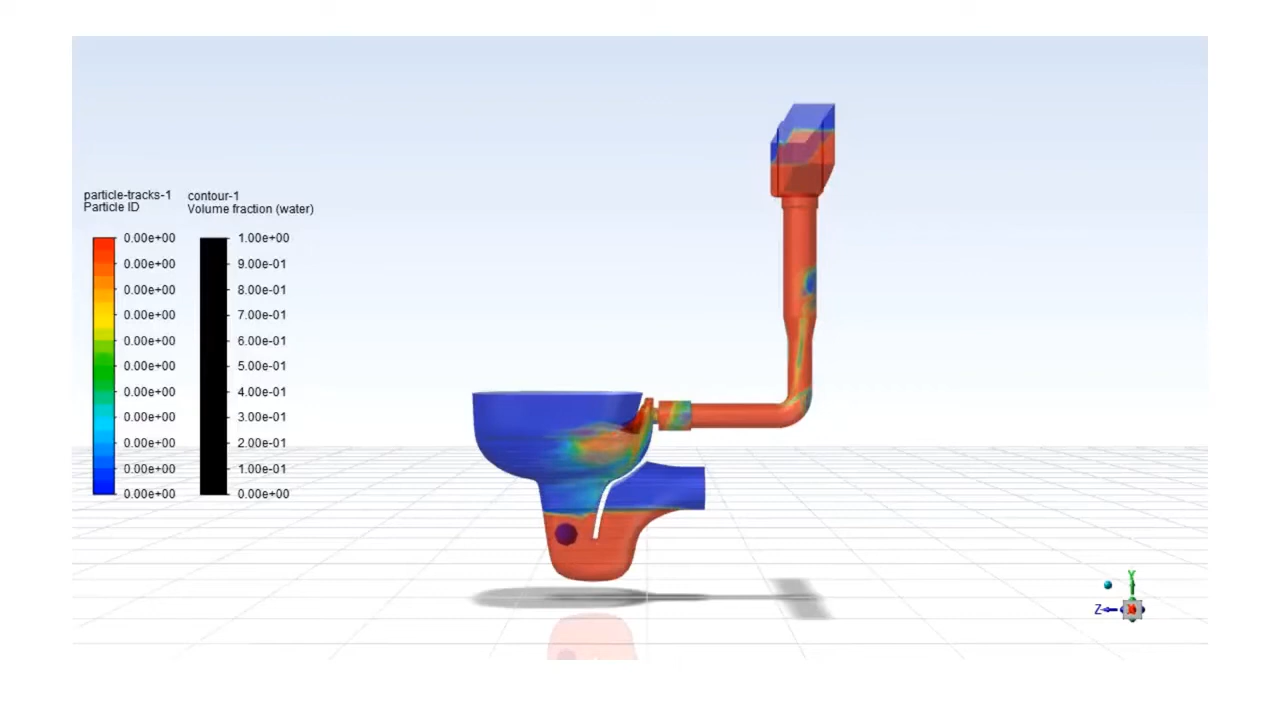 particle-tracks-1
Particle ID
0.00e+00
0.00e+00
0.00e+00
0.00e+00
0.00e+00
0.00e+00
0.00e+00
0.00e+00
0.00e+00
0.00e+00
0.00e+00
contour-1
Volume fraction (water)
1.00e+00
9.00e-01
8.00e-01
7.00e-01
6.00e-01
5.00e-01
4.00e-01
3.00e-01
2.00e-01
1.00e-01
0.00e+00
Y
Z
X